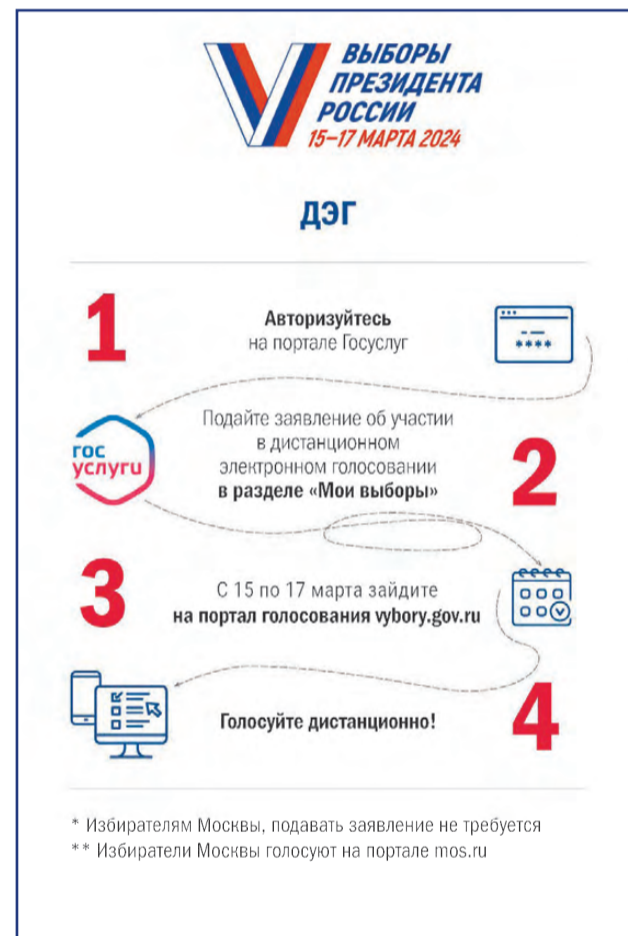 ВЫБОРЫ
ПРЕЗИДЕНТА
РОССИИ
15–17 МАРТА 2024
ДЭГ
1
Авторизуйтесь
на портале Госуслуг
****
гос
услуги
Подайте заявление об участии
в дистанционном
электронном голосовании
в разделе «Мои выборы»
2
3
С 15 по 17 марта зайдите
на портал голосования vybory.gov.ru
Голосуйте дистанционно!
4
* Избирателям Москвы, подавать заявление не требуется
** Избиратели Москвы голосуют на портале mos.ru